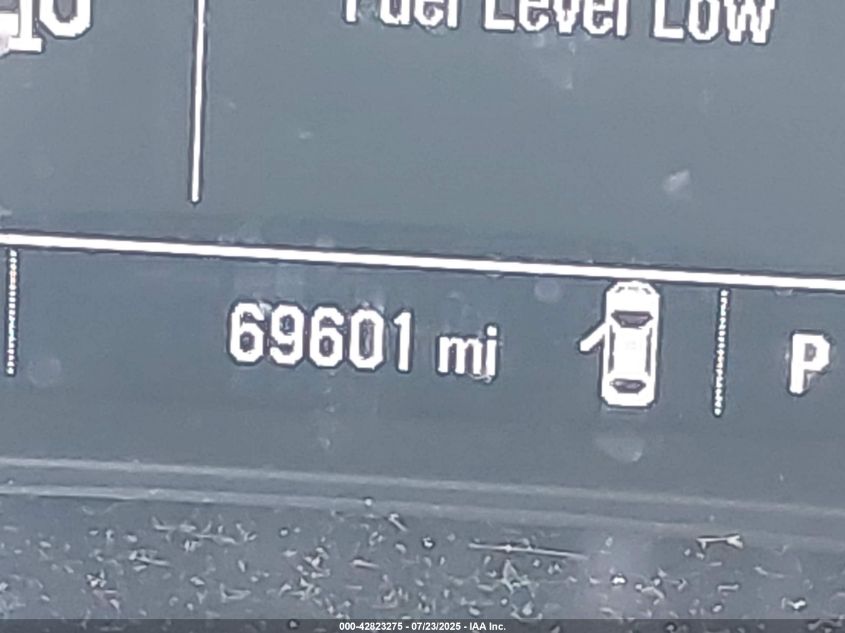 Fuel Level Low
69601 mi P
000-42823275 - 07/23/2025 - IAA Inc.